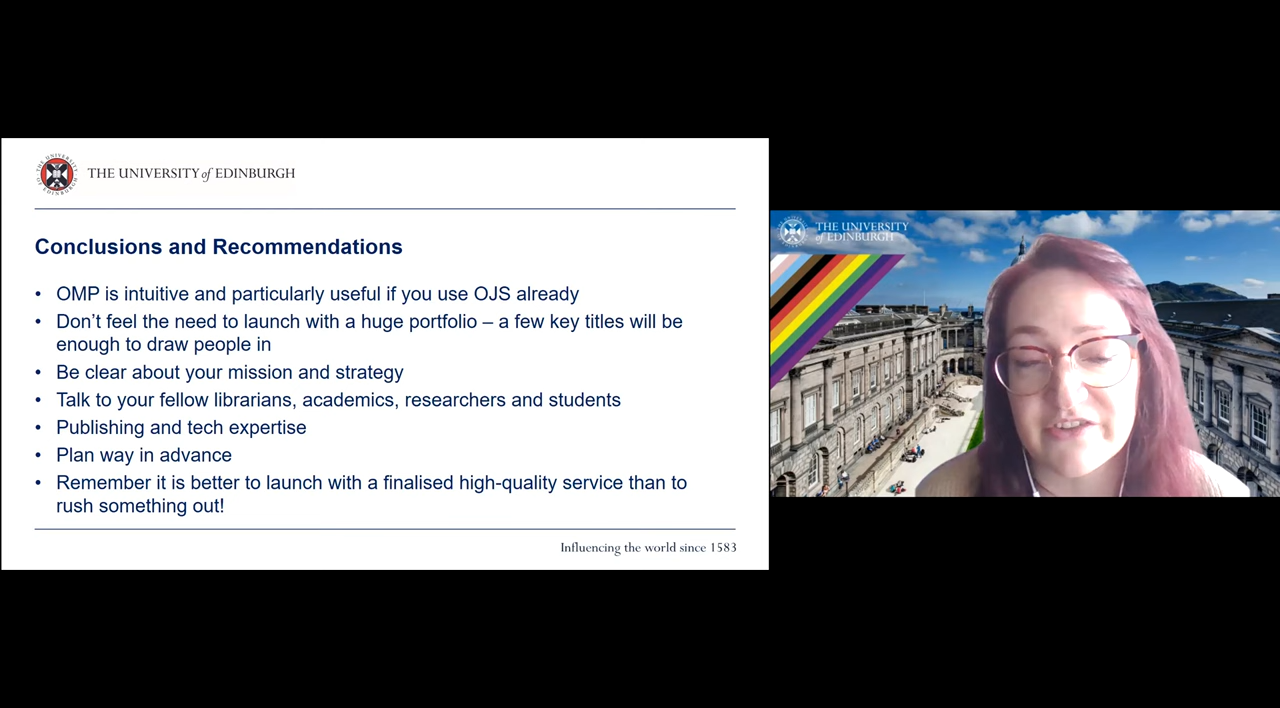 THE UNIVERSITY of EDINBURGH
Conclusions and Recommendations
• OMP is intuitive and particularly useful if you use OJS already
• Don’t feel the need to launch with a huge portfolio – a few key titles will be
enough to draw people in
• Be clear about your mission and strategy
• Talk to your fellow librarians, academics, researchers and students
• Publishing and tech expertise
• Plan way in advance
• Remember it is better to launch with a finalised high-quality service than to
rush something out!
Influencing the world since 1583
THE UNIVERSITY
of EDINBURGH